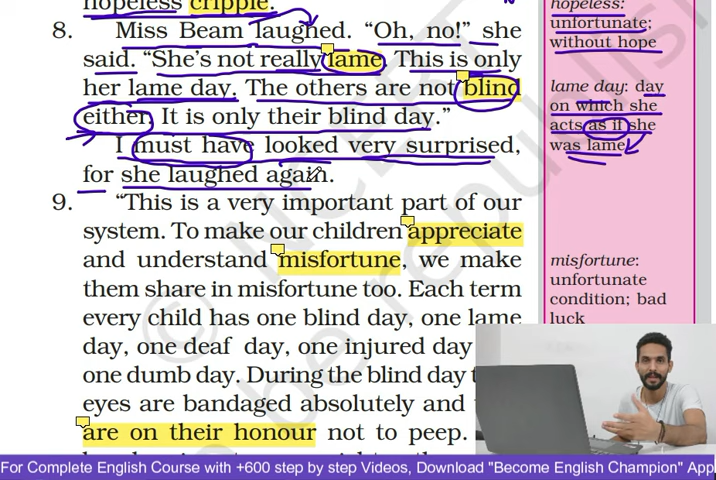 hopeless cripple.
8. Miss Beam laughed. “Oh, no!” she
said. “She’s not really lame. This is only
her lame day. The others are not blind
either. It is only their blind day.”
I must have looked very surprised,
for she laughed again.
9. “This is a very important part of our
system. To make our children appreciate
and understand misfortune, we make
them share in misfortune too. Each term
every child has one blind day, one lame
day, one deaf day, one injured day
one dumb day. During the blind day
eyes are bandaged absolutely and
are on their honour not to peep.
hopeless:
unfortunate;
without hope
lame day: day
on which she
acts as if she
was lame
misfortune:
unfortunate
condition; bad
luck
For Complete English Course with +600 step by step Videos, Download "Become English Champion" App